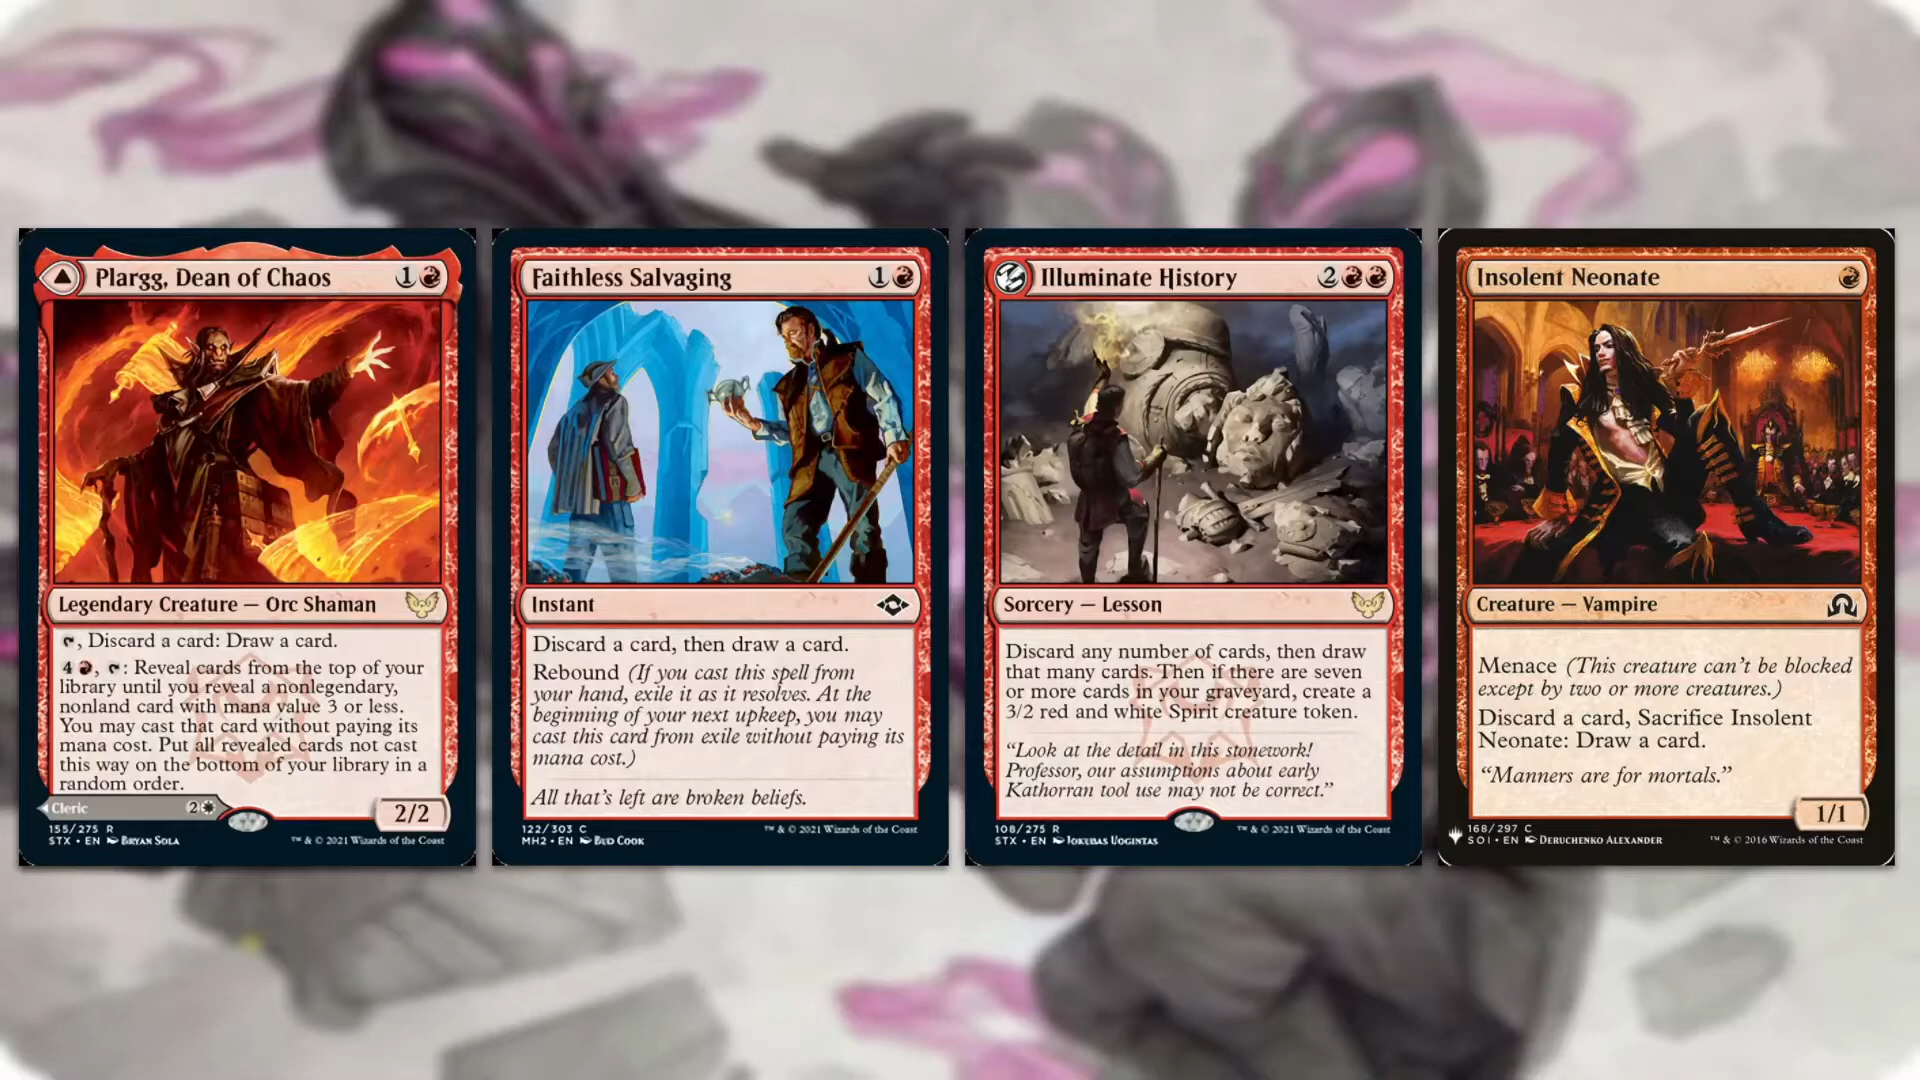 Plargg, Dean of Chaos 1
Legendary Creature — Orc Shaman
, Discard a card: Draw a card.
4 , : Reveal cards from the top of your
library until you reveal a nonlegendary,
nonland card with mana value 3 or less.
You may cast that card without paying its
mana cost. Put all revealed cards not cast
this way on the bottom of your library in a
random order.
Cleric 2
2/2
155/275 R
STX • EN BRYAN SOLA
™ & © 2021 Wizards of the Coast
Faithless Salvaging 1
Instant
Discard a card, then draw a card.
Rebound (If you cast this spell from
your hand, exile it as it resolves. At the
beginning of your next upkeep, you may
cast this card from exile without paying its
mana cost.)
All that's left are broken beliefs.
122/303 C
MH2 • EN BUD COOK
™ & © 2021 Wizards of the Coast
Illuminate History 2
Sorcery — Lesson
Discard any number of cards, then draw
that many cards. Then if there are seven
or more cards in your graveyard, create a
3/2 red and white Spirit creature token.
“Look at the detail in this stonework!
Professor, our assumptions about early
Kathorran tool use may not be correct.”
108/275 R
STX • EN JOKUBAS UOGINTAS
™ & © 2021 Wizards of the Coast
Insolent Neonate
Creature — Vampire
Menace (This creature can't be blocked
except by two or more creatures.)
Discard a card, Sacrifice Insolent
Neonate: Draw a card.
“Manners are for mortals.”
1/1
168/297 C
SOI • EN DERUCHENKO ALEXANDER
™ & © 2016 Wizards of the Coast